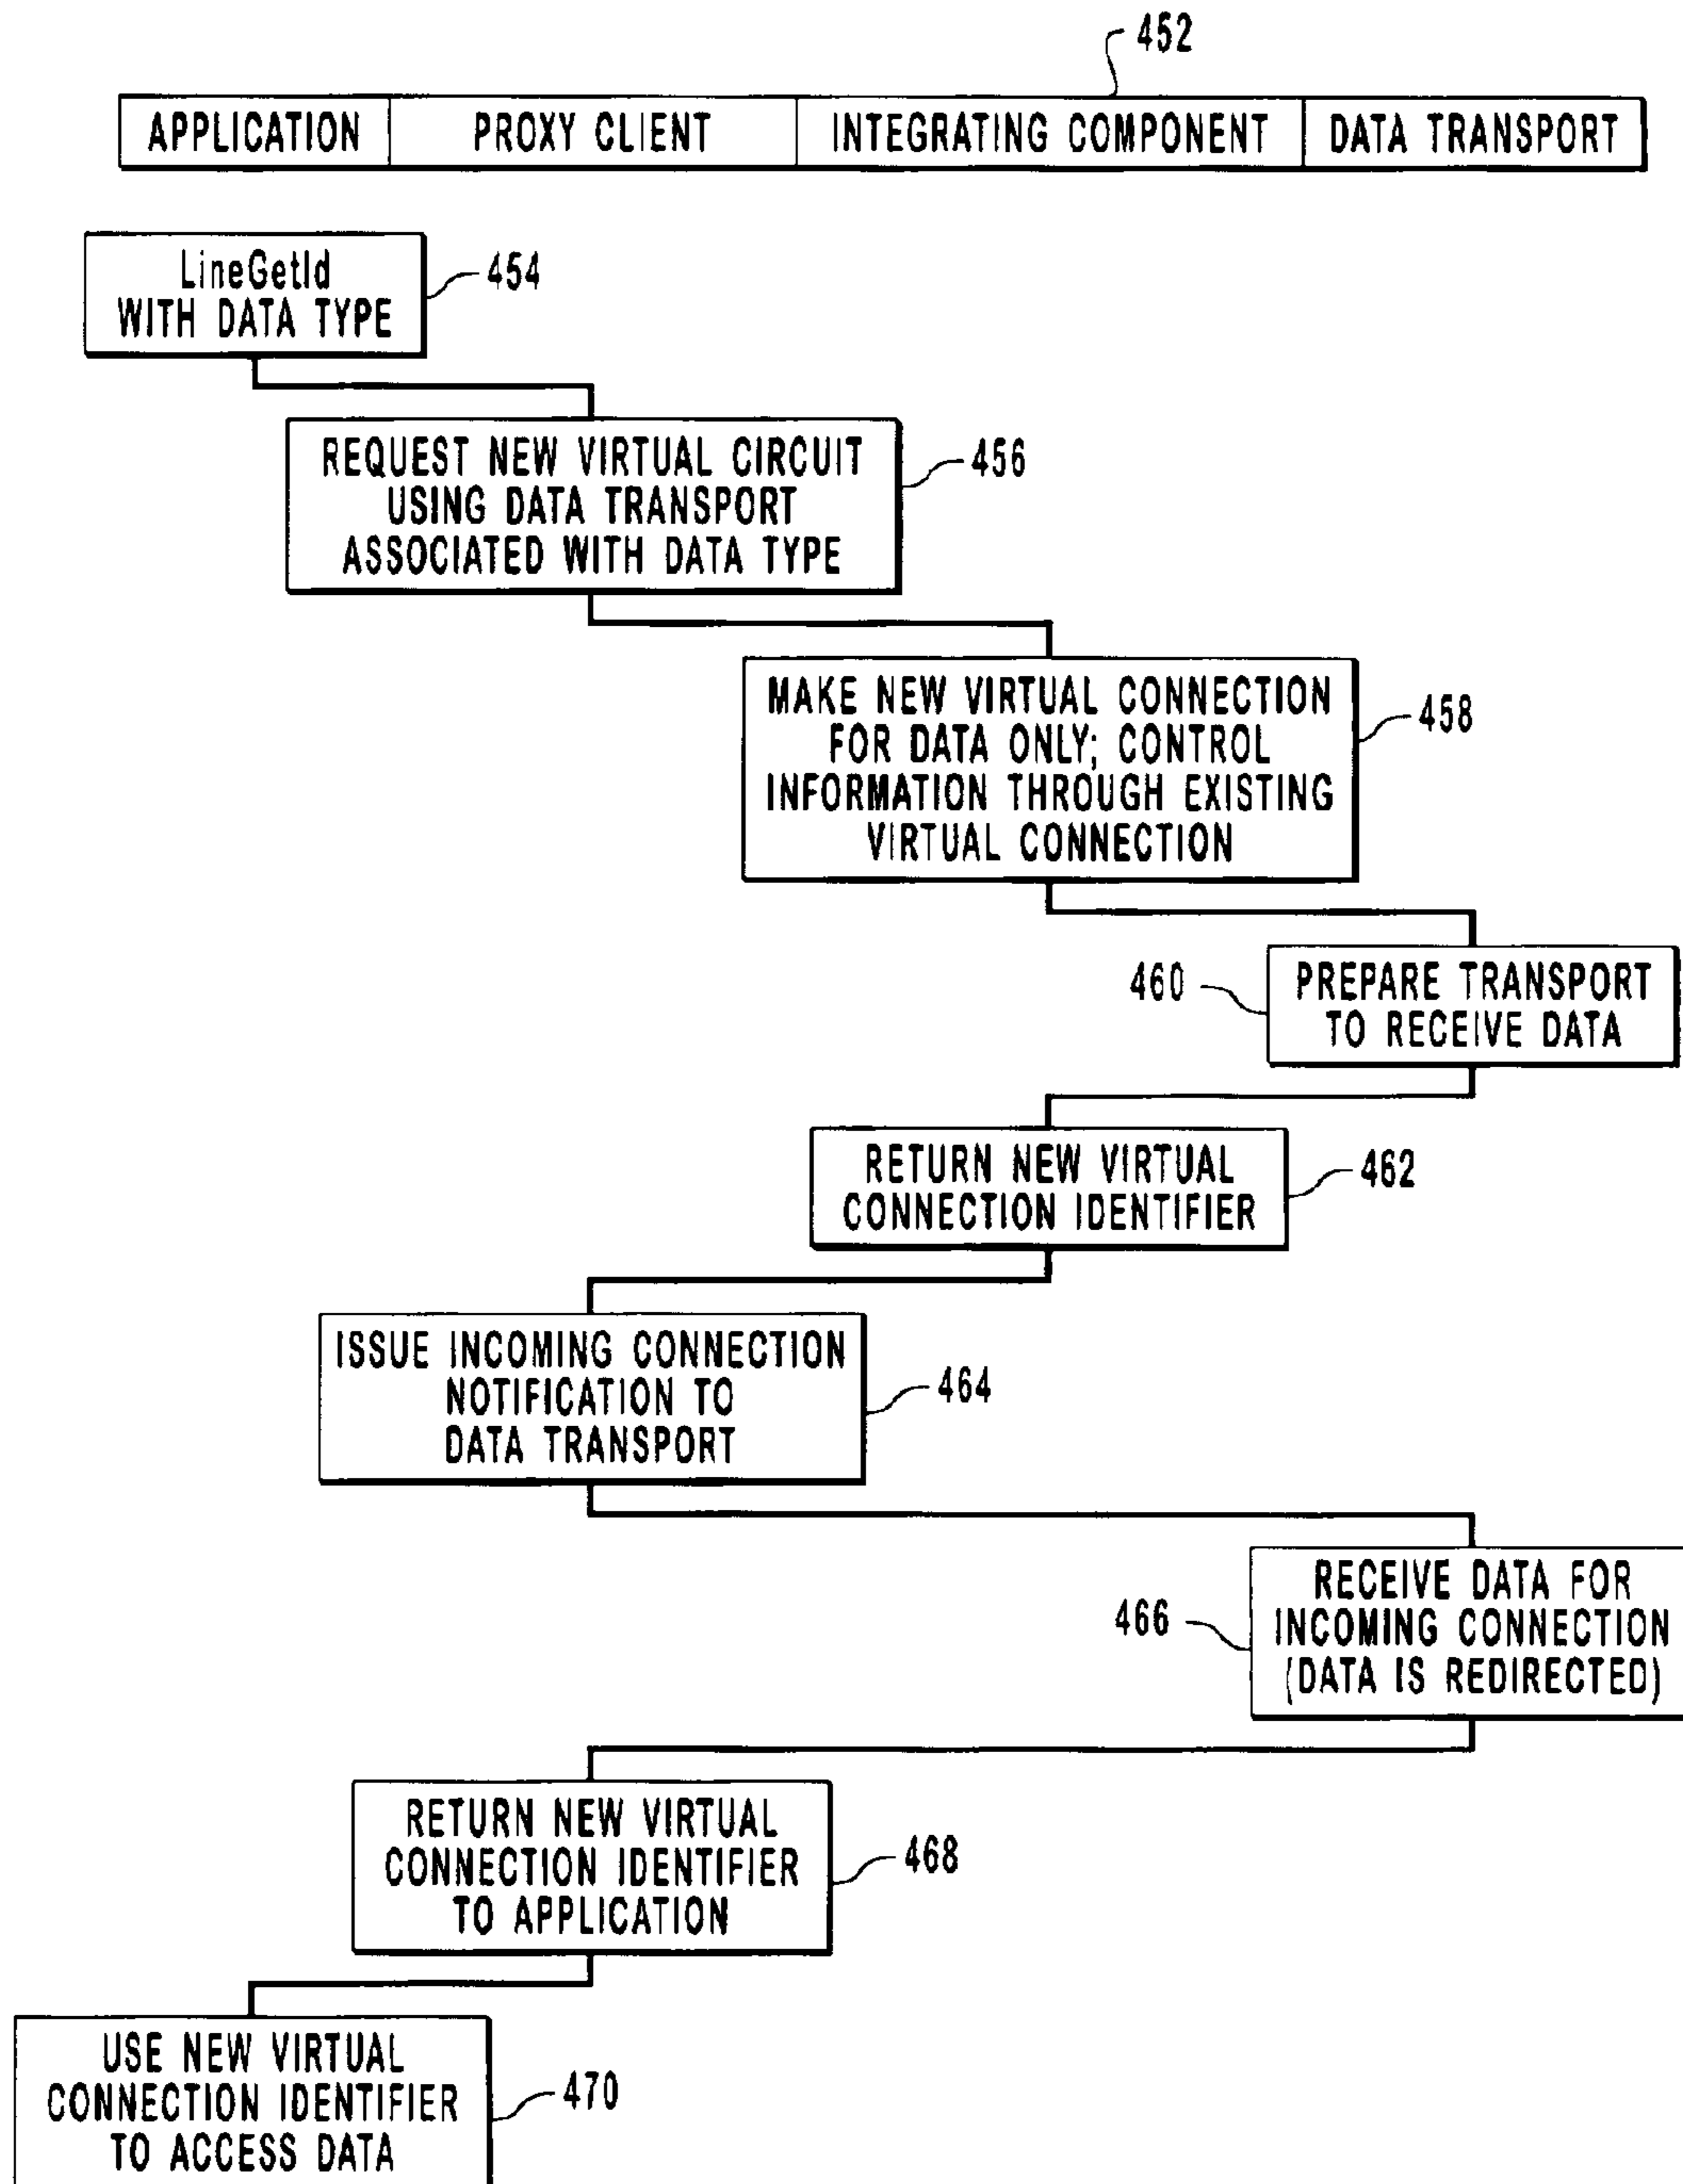 452
APPLICATION PROXY CLIENT INTEGRATING COMPONENT DATA TRANSPORT
LineGetId
WITH DATA TYPE
454
REQUEST NEW VIRTUAL CIRCUIT
USING DATA TRANSPORT
ASSOCIATED WITH DATA TYPE
456
MAKE NEW VIRTUAL CONNECTION
FOR DATA ONLY; CONTROL
INFORMATION THROUGH EXISTING
VIRTUAL CONNECTION
458
460
PREPARE TRANSPORT
TO RECEIVE DATA
RETURN NEW VIRTUAL
CONNECTION IDENTIFIER
462
ISSUE INCOMING CONNECTION
NOTIFICATION TO
DATA TRANSPORT
464
466
RECEIVE DATA FOR
INCOMING CONNECTION
(DATA IS REDIRECTED)
RETURN NEW VIRTUAL
CONNECTION IDENTIFIER
TO APPLICATION
468
USE NEW VIRTUAL
CONNECTION IDENTIFIER
TO ACCESS DATA
470